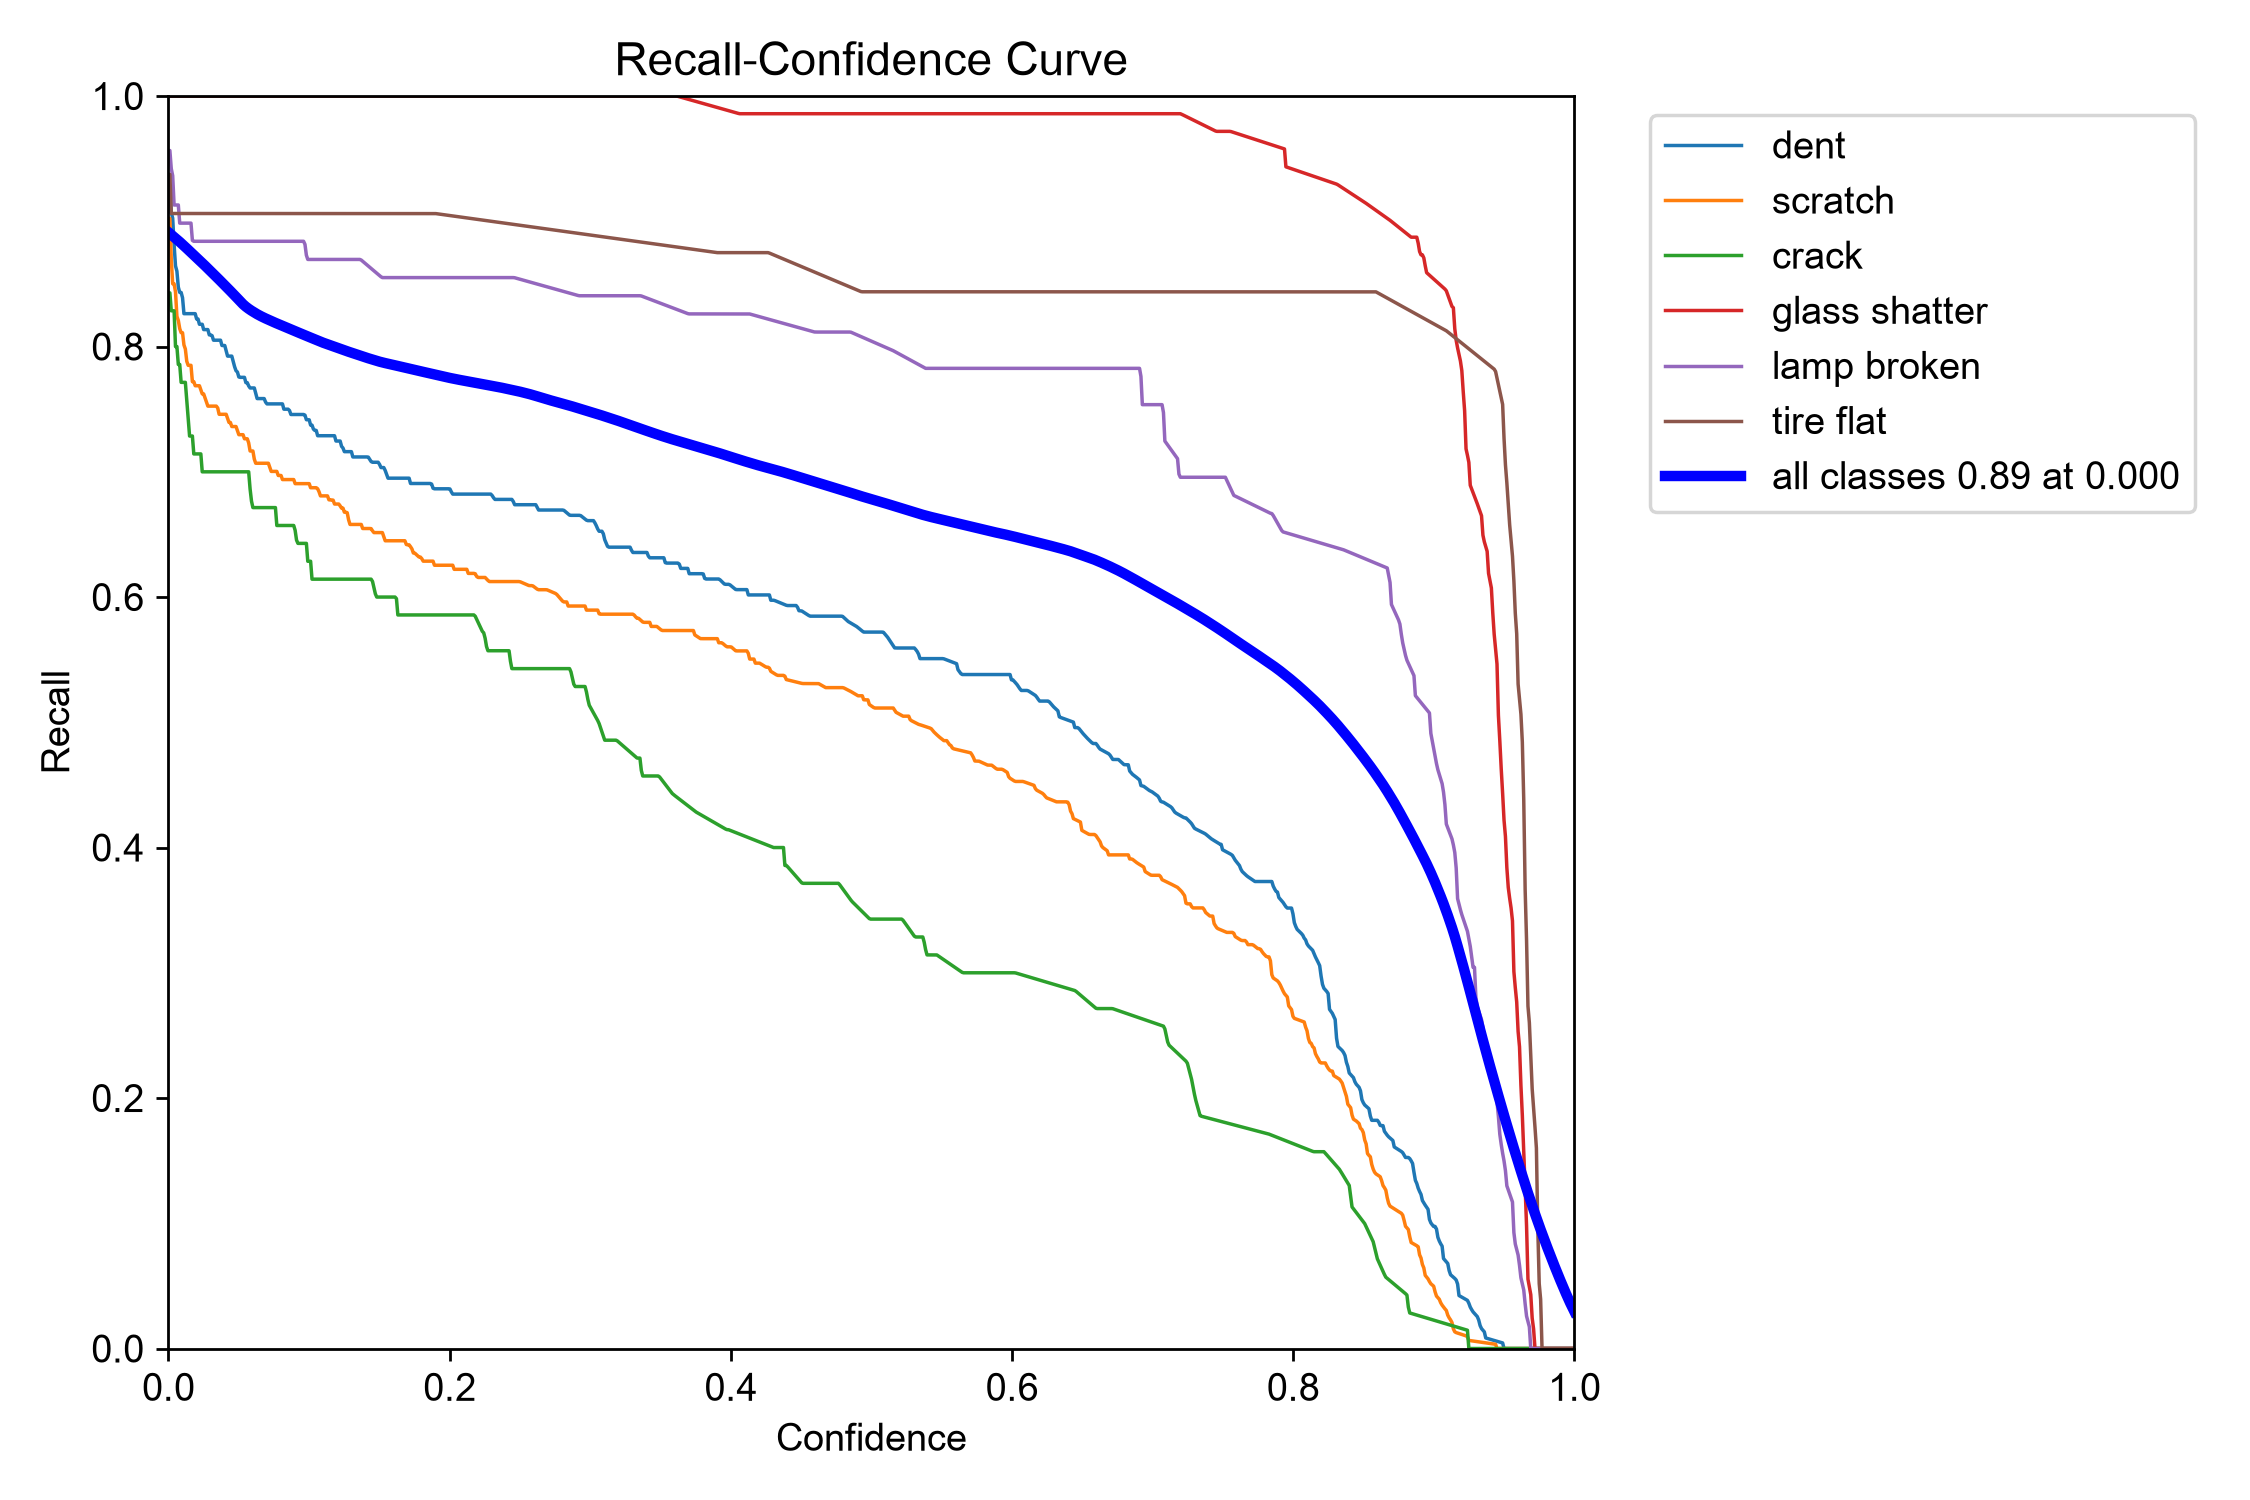 Recall-Confidence Curve
1.0
0.8
0.6
0.4
0.2
0.0
Recall
0.0 0.2 0.4 0.6 0.8 1.0
Confidence
dent
scratch
crack
glass shatter
lamp broken
tire flat
all classes 0.89 at 0.000